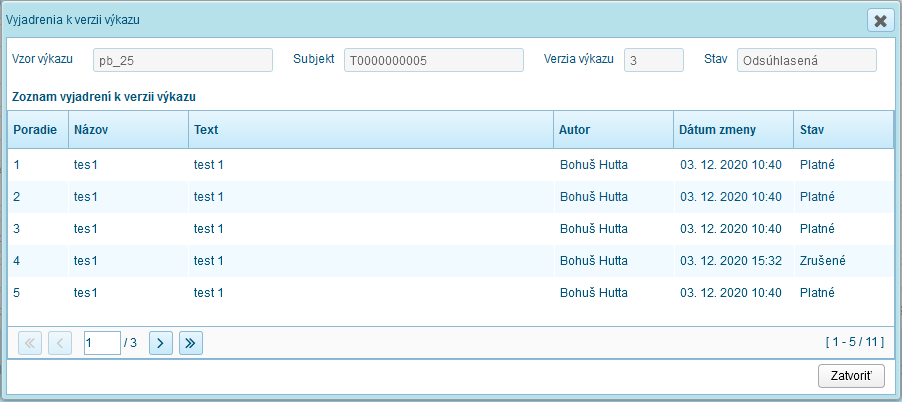 Vyjadrenia k verzii výkazu
Vzor výkazu pb_25 Subjekt T0000000005 Verzia výkazu 3 Stav Odsúhlasená
Zoznam vyjadrení k verzii výkazu
Poradie Názov Text Autor Dátum zmeny Stav
1 tes1 test 1 Bohuš Hutta 03. 12. 2020 10:40 Platné
2 tes1 test 1 Bohuš Hutta 03. 12. 2020 10:40 Platné
3 tes1 test 1 Bohuš Hutta 03. 12. 2020 10:40 Platné
4 tes1 test 1 Bohuš Hutta 03. 12. 2020 15:32 Zrušené
5 tes1 test 1 Bohuš Hutta 03. 12. 2020 10:40 Platné
1 / 3 [ 1 - 5 / 11 ]
Zatvoriť